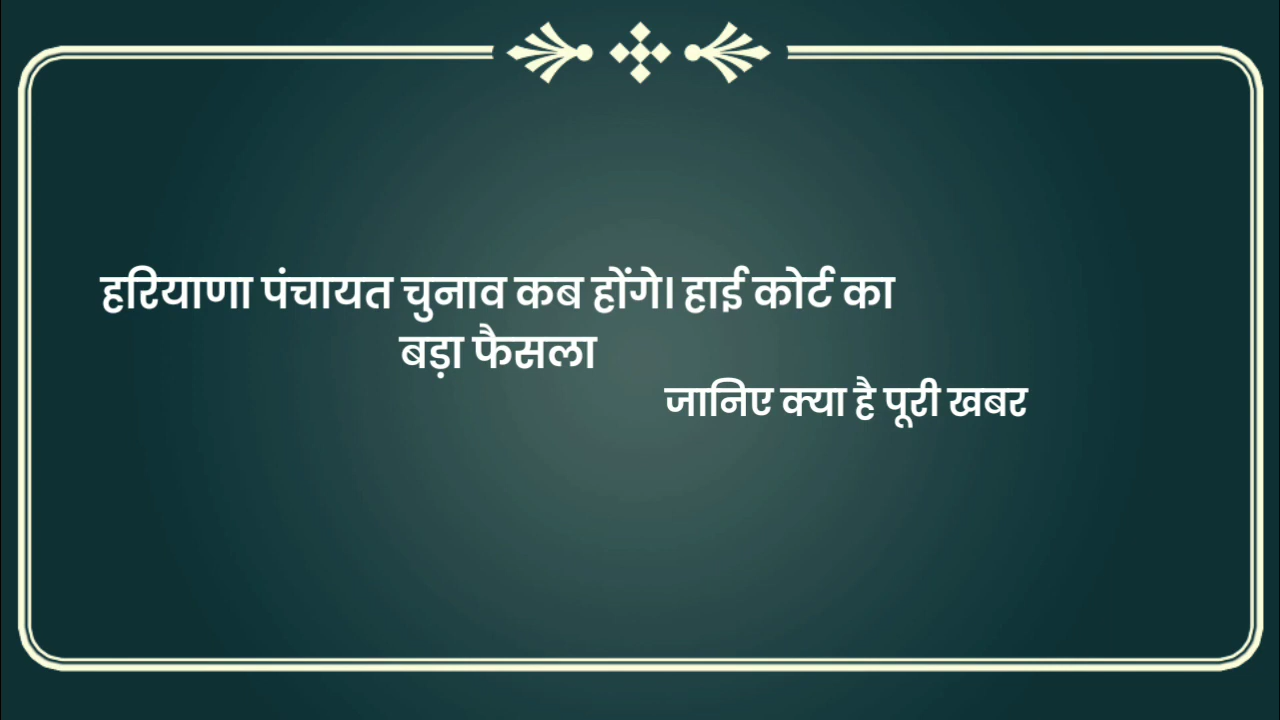 हरियाणा पंचायत चुनाव कब होंगे। हाई कोर्ट का
बड़ा फैसला
जानिए क्या है पूरी खबर